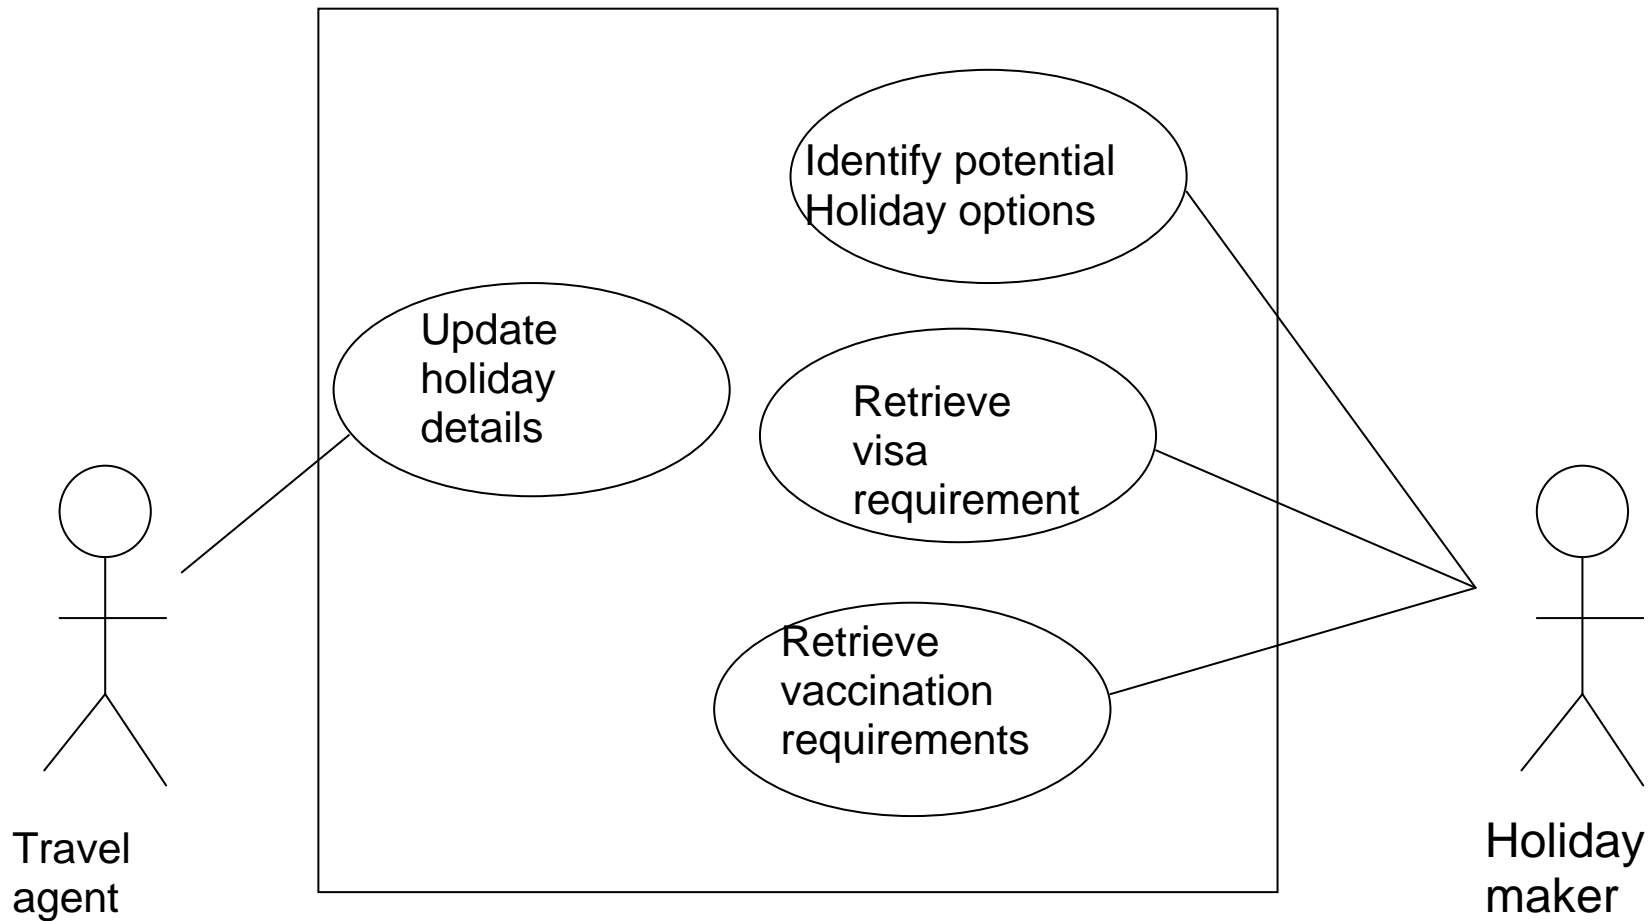 Identify potential
Holiday options
Update
holiday
details
Retrieve
visa
requirement
Retrieve
vaccination
requirements
Travel
agent
Holiday
maker